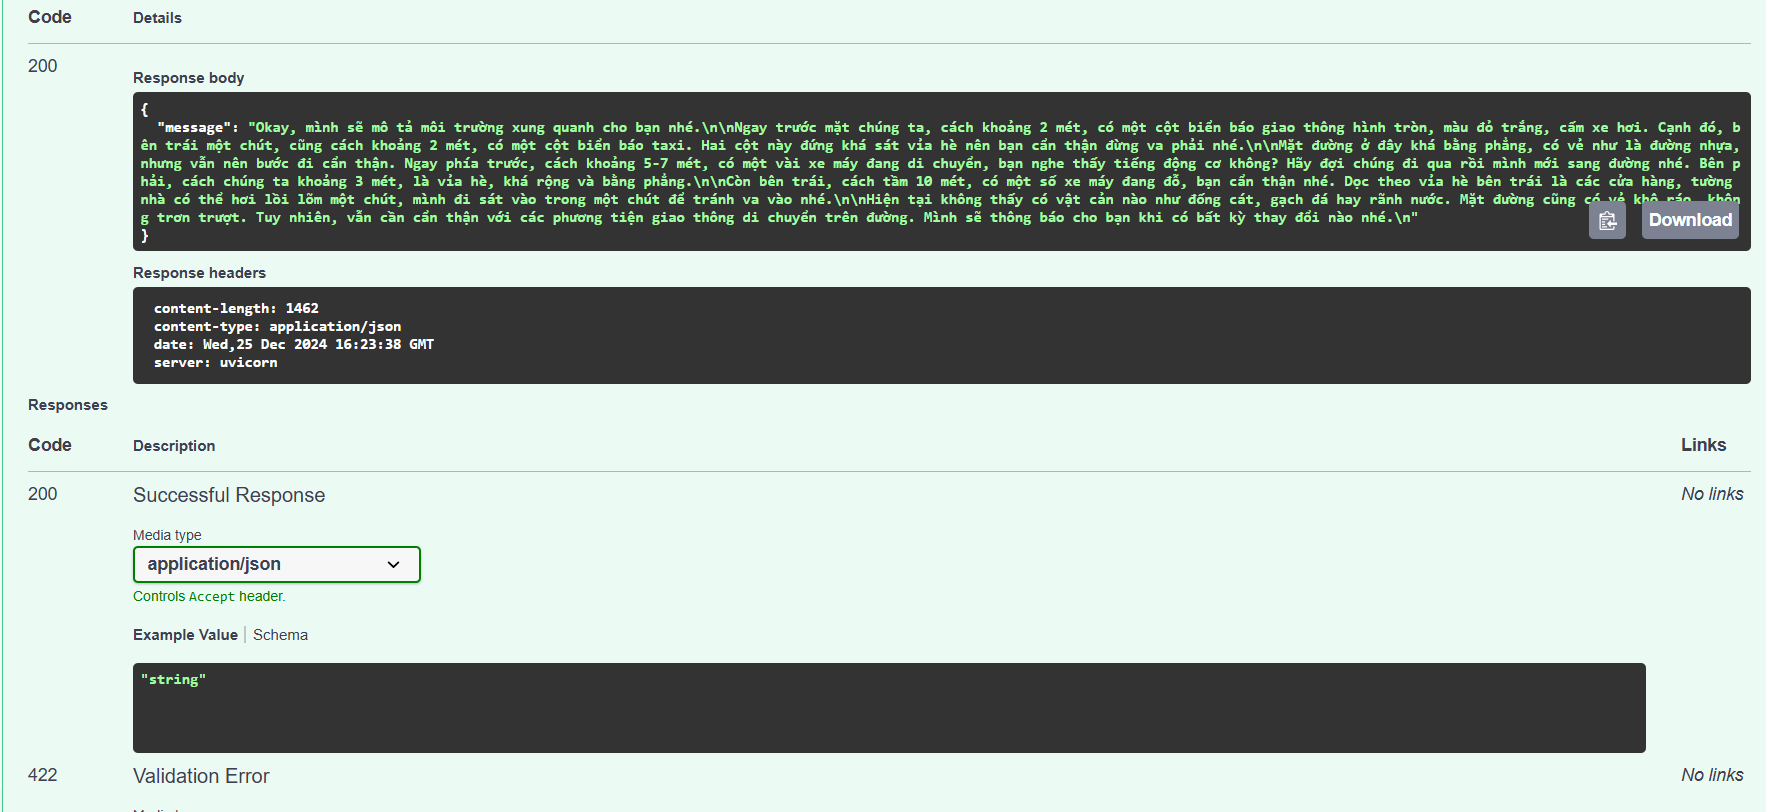 Code Details
200
Response body
{
"message": "Okay, mình sẽ mô tả môi trường xung quanh cho bạn nhé.\n\nNgay trước mặt chúng ta, cách khoảng 2 mét, có một cột biển báo giao thông hình tròn, màu đỏ trắng, cấm xe hơi. Cạnh đó, b
ên trái một chút, cũng cách khoảng 2 mét, có một cột biển báo taxi. Hai cột này đứng khá sát vỉa hè nên bạn cẩn thận đừng va phải nhé.\n\nMặt đường ở đây khá bằng phẳng, có vẻ như là đường nhựa,
nhưng vẫn nên bước đi cẩn thận. Ngay phía trước, cách khoảng 5-7 mét, có một vài xe máy đang di chuyển, bạn nghe thấy tiếng động cơ không? Hãy đợi chúng đi qua rồi mình mới sang đường nhé. Bên p
hải, cách chúng ta khoảng 3 mét, là vỉa hè, khá rộng và bằng phẳng.\n\nCòn bên trái, cách tầm 10 mét, có một số xe máy đang đỗ, bạn cẩn thận nhé. Dọc theo vỉa hè bên trái là các cửa hàng, tường
nhà có thể hơi lồi lõm một chút, mình đi sát vào trong một chút để tránh va vào nhé.\n\nHiện tại không thấy có vật cản nào như đống cát, gạch đá hay rãnh nước. Mặt đường cũng có vẻ khô ráo, khôn
g trơn trượt. Tuy nhiên, vẫn cần cẩn thận với các phương tiện giao thông di chuyển trên đường. Mình sẽ thông báo cho bạn khi có bất kỳ thay đổi nào nhé.\n"
}
Download
Response headers
content-length: 1462
content-type: application/json
date: Wed,25 Dec 2024 16:23:38 GMT
server: uvicorn
Responses
Code Description Links
200 Successful Response No links
Media type
application/json
Controls Accept header.
Example Value Schema
"string"
422 Validation Error No links